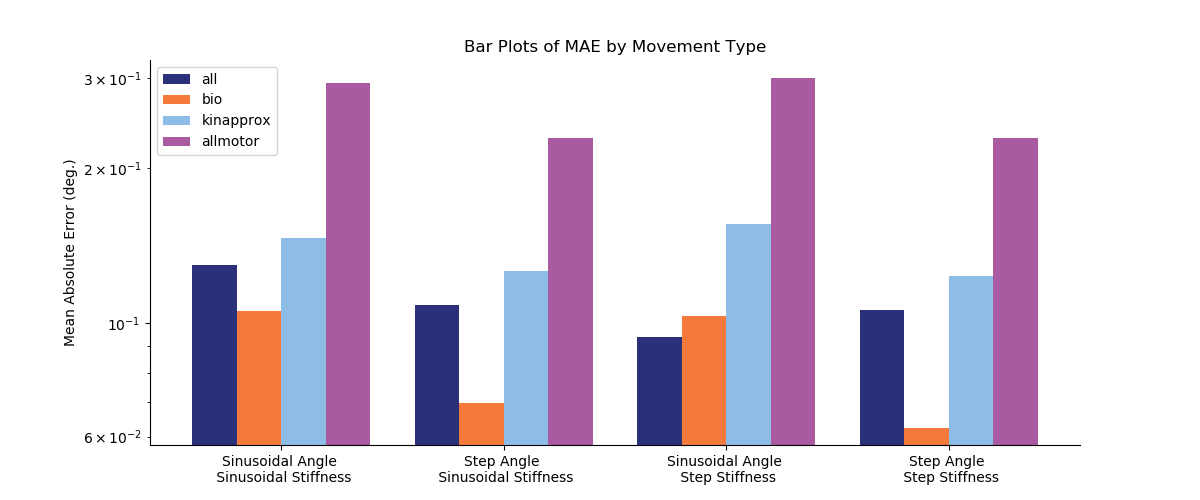 Bar Plots of MAE by Movement Type
Mean Absolute Error (deg.)
3 × 10⁻¹
2 × 10⁻¹
10⁻¹
6 × 10⁻²
all
bio
kinapprox
allmotor
Sinusoidal Angle
Sinusoidal Stiffness
Step Angle
Sinusoidal Stiffness
Sinusoidal Angle
Step Stiffness
Step Angle
Step Stiffness